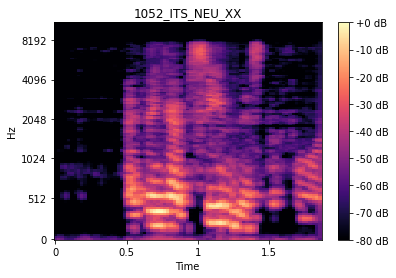 1052_ITS_NEU_XX
8192
4096
2048
1024
512
0
Hz
0
0.5
1
1.5
Time
+0 dB
-10 dB
-20 dB
-30 dB
-40 dB
-50 dB
-60 dB
-70 dB
-80 dB